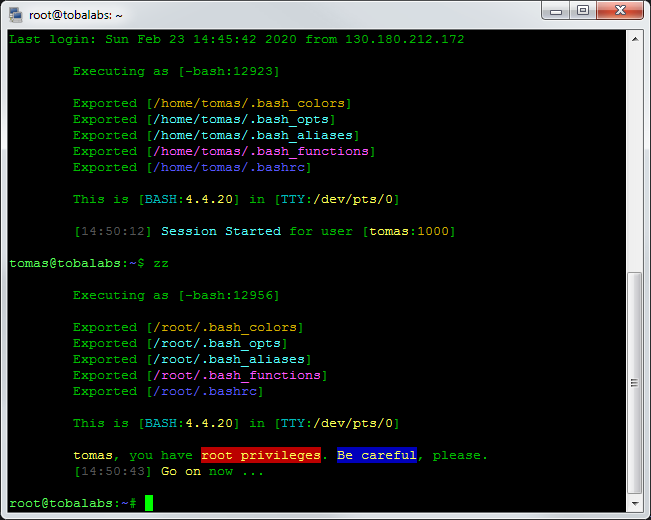 root@tobalabs: ~
Last login: Sun Feb 23 14:45:42 2020 from 130.180.212.172
Executing as [-bash:12923]
Exported [/home/tomas/.bash_colors]
Exported [/home/tomas/.bash_opts]
Exported [/home/tomas/.bash_aliases]
Exported [/home/tomas/.bash_functions]
Exported [/home/tomas/.bashrc]
This is [BASH:4.4.20] in [TTY:/dev/pts/0]
[14:50:12] Session Started for user [tomas:1000]
tomas@tobalabs:~$ zz
Executing as [-bash:12956]
Exported [/root/.bash_colors]
Exported [/root/.bash_opts]
Exported [/root/.bash_aliases]
Exported [/root/.bash_functions]
Exported [/root/.bashrc]
This is [BASH:4.4.20] in [TTY:/dev/pts/0]
tomas, you have root privileges. Be careful, please.
[14:50:43] Go on now ...
root@tobalabs:~#